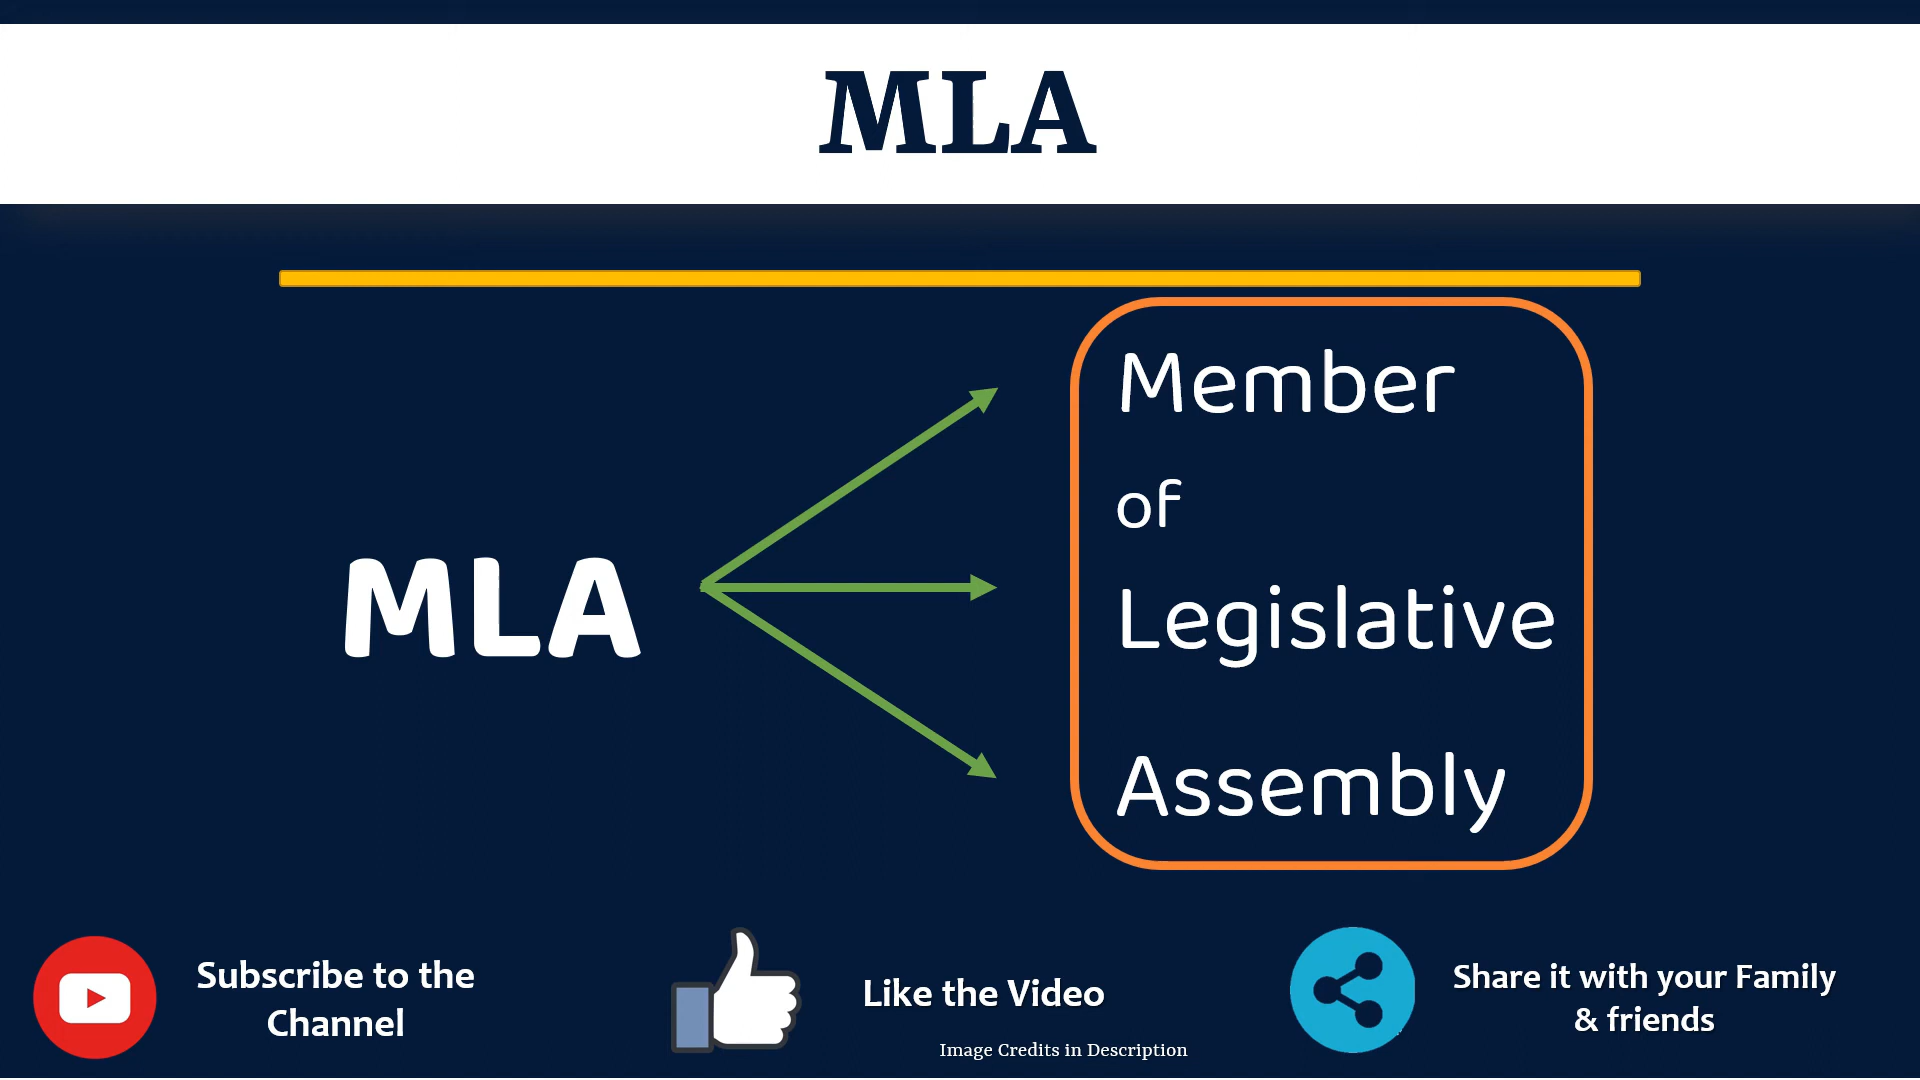 MLA
MLA
Member
of
Legislative
Assembly
Subscribe to the
Channel
Like the Video
Share it with your Family
& friends
Image Credits in Description